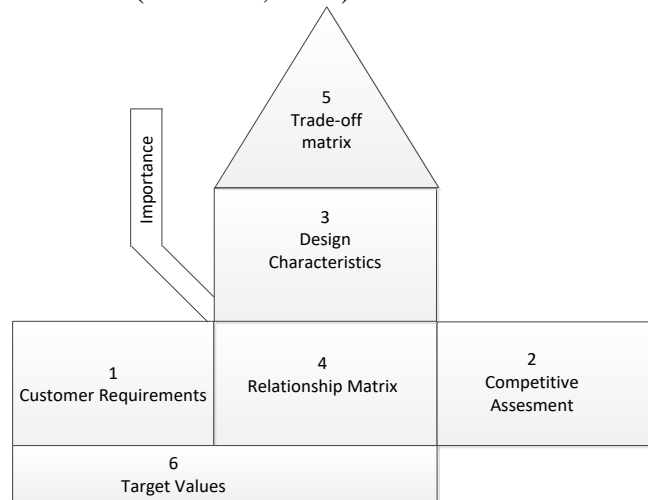 5
Trade-off
matrix
Importance
3
Design
Characteristics
1
Customer Requirements
4
Relationship Matrix
2
Competitive
Assesment
6
Target Values